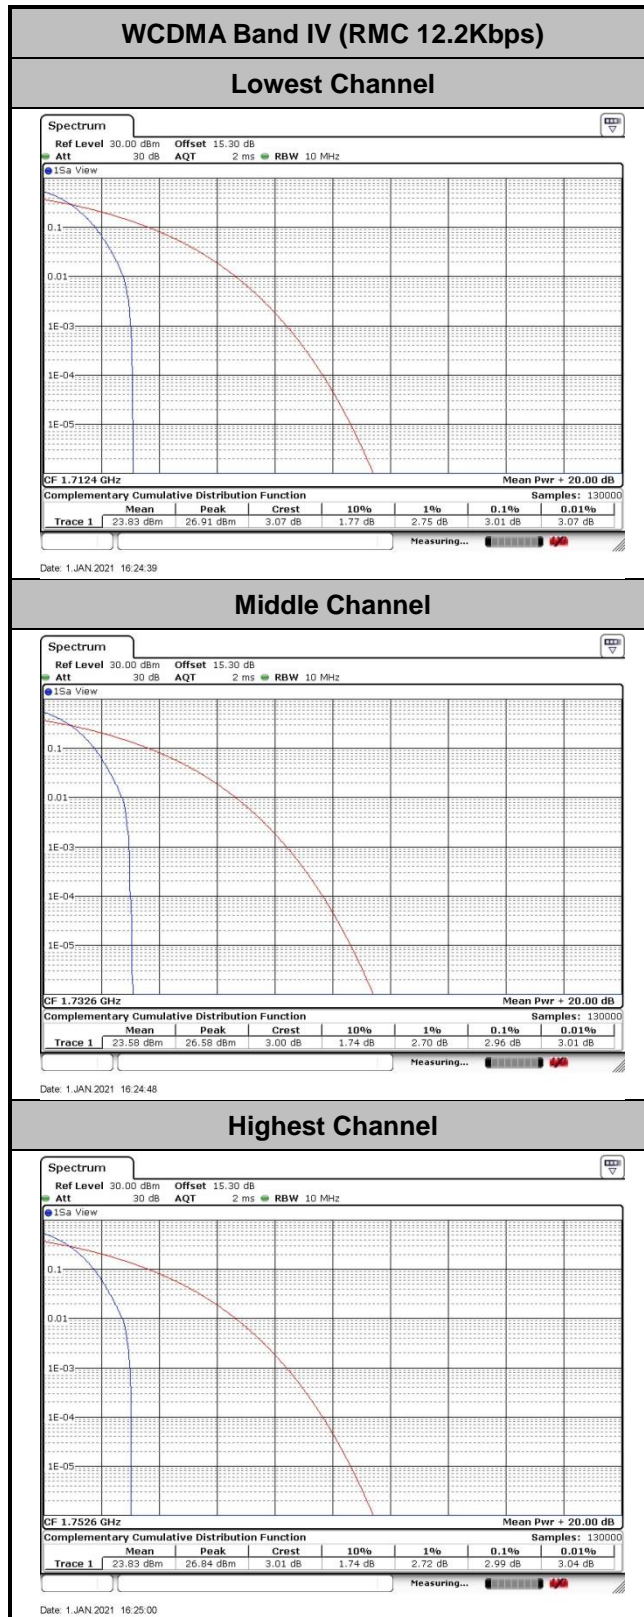 WCDMA Band IV (RMC 12.2Kbps)
Lowest Channel
Spectrum
Ref Level 30.00 dBm Offset 15.30 dB
Att 30 dB AQT 2 ms RBW 10 MHz
1Sa View
0.1
0.01
1E-03
1E-04
1E-05
CF 1.7124 GHz Mean Pwr + 20.00 dB
Complementary Cumulative Distribution Function Samples: 130000
Mean Peak Crest 10% 1% 0.1% 0.01%
Trace 1 23.83 dBm 26.91 dBm 3.07 dB 1.77 dB 2.75 dB 3.01 dB 3.07 dB
Measuring...
Date: 1.JAN.2021 16:24:39
Middle Channel
Spectrum
Ref Level 30.00 dBm Offset 15.30 dB
Att 30 dB AQT 2 ms RBW 10 MHz
1Sa View
0.1
0.01
1E-03
1E-04
1E-05
CF 1.7326 GHz Mean Pwr + 20.00 dB
Complementary Cumulative Distribution Function Samples: 130000
Mean Peak Crest 10% 1% 0.1% 0.01%
Trace 1 23.58 dBm 26.58 dBm 3.00 dB 1.74 dB 2.70 dB 2.96 dB 3.01 dB
Measuring...
Date: 1.JAN.2021 16:24:48
Highest Channel
Spectrum
Ref Level 30.00 dBm Offset 15.30 dB
Att 30 dB AQT 2 ms RBW 10 MHz
1Sa View
0.1
0.01
1E-03
1E-04
1E-05
CF 1.7526 GHz Mean Pwr + 20.00 dB
Complementary Cumulative Distribution Function Samples: 130000
Mean Peak Crest 10% 1% 0.1% 0.01%
Trace 1 23.83 dBm 26.84 dBm 3.01 dB 1.74 dB 2.72 dB 2.99 dB 3.04 dB
Measuring...
Date: 1.JAN.2021 16:25:00